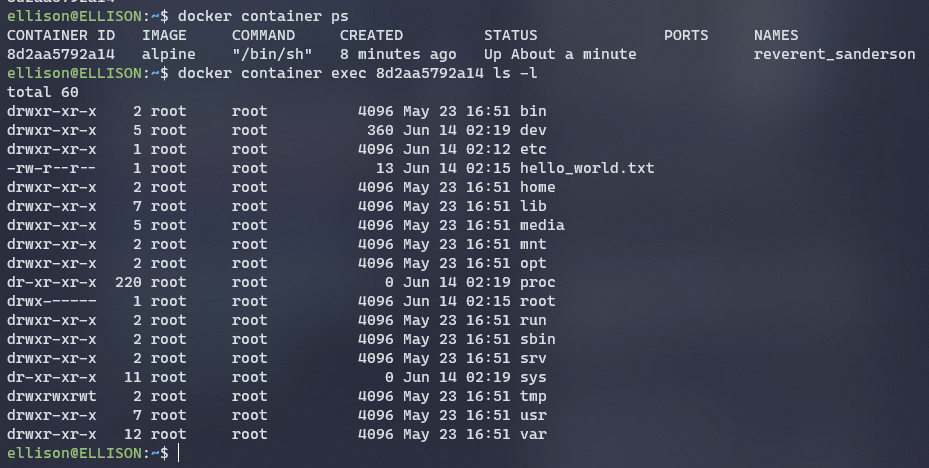 ellison@ELLISON:~$ docker container ps
CONTAINER ID   IMAGE     COMMAND     CREATED         STATUS              PORTS     NAMES
8d2aa5792a14   alpine    "/bin/sh"   8 minutes ago   Up About a minute             reverent_sanderson
ellison@ELLISON:~$ docker container exec 8d2aa5792a14 ls -l
total 60
drwxr-xr-x    2 root     root          4096 May 23 16:51 bin
drwxr-xr-x    5 root     root           360 Jun 14 02:19 dev
drwxr-xr-x    1 root     root          4096 Jun 14 02:12 etc
-rw-r--r--    1 root     root            13 Jun 14 02:15 hello_world.txt
drwxr-xr-x    2 root     root          4096 May 23 16:51 home
drwxr-xr-x    7 root     root          4096 May 23 16:51 lib
drwxr-xr-x    5 root     root          4096 May 23 16:51 media
drwxr-xr-x    2 root     root          4096 May 23 16:51 mnt
drwxr-xr-x    2 root     root          4096 May 23 16:51 opt
dr-xr-xr-x  220 root     root             0 Jun 14 02:19 proc
drwx------    1 root     root          4096 Jun 14 02:15 root
drwxr-xr-x    2 root     root          4096 May 23 16:51 run
drwxr-xr-x    2 root     root          4096 May 23 16:51 sbin
drwxr-xr-x    2 root     root          4096 May 23 16:51 srv
dr-xr-xr-x   11 root     root             0 Jun 14 02:19 sys
drwxrwxrwt    2 root     root          4096 May 23 16:51 tmp
drwxr-xr-x    7 root     root          4096 May 23 16:51 usr
drwxr-xr-x   12 root     root          4096 May 23 16:51 var
ellison@ELLISON:~$